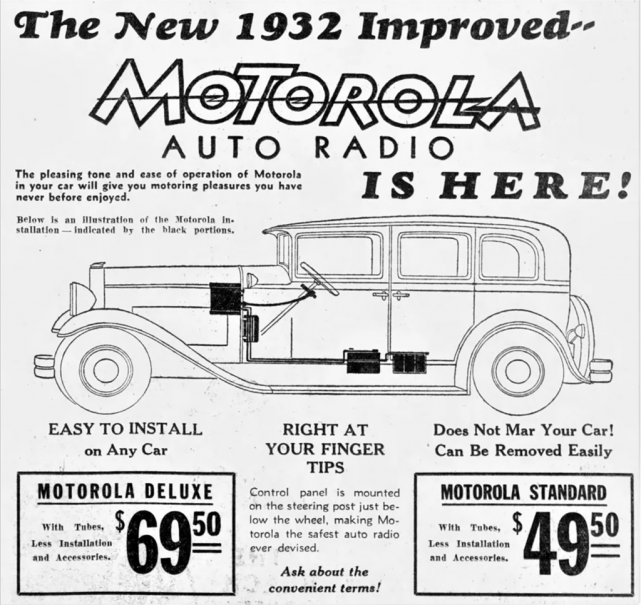 The New 1932 Improved--
MOTOROLA
AUTO RADIO
IS HERE!
The pleasing tone and ease of operation of Motorola
in your car will give you motoring pleasures you have
never before enjoyed.
Below is an illustration of the Motorola in-
stallation — indicated by the black portions.
EASY TO INSTALL
on Any Car
RIGHT AT
YOUR FINGER
TIPS
Does Not Mar Your Car!
Can Be Removed Easily
MOTOROLA DELUXE
With Tubes,
Less Installation
and Accessories.
$69.50
Control panel is mounted
on the steering post just be-
low the wheel, making Mo-
torola the safest auto radio
ever devised.
Ask about the
convenient terms!
MOTOROLA STANDARD
With Tubes,
Less Installation
and Accessories.
$49.50